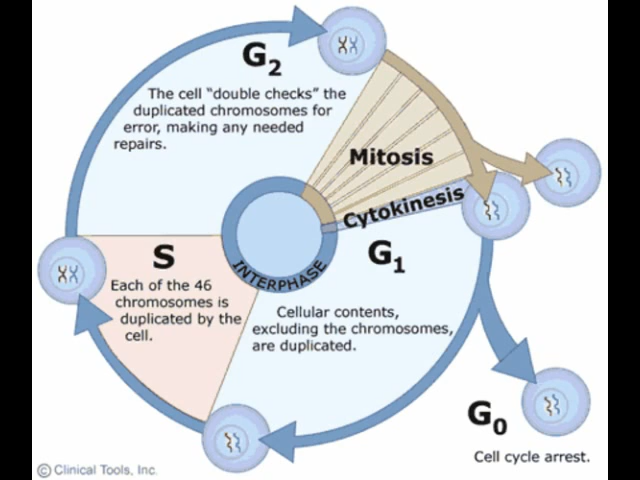 G2
The cell “double checks” the
duplicated chromosomes for
error, making any needed
repairs.
Mitosis
Cytokinesis
S
Each of the 46
chromosomes is
duplicated by the
cell.
INTERPHASE
G1
Cellular contents,
excluding the chromosomes,
are duplicated.
G0
Cell cycle arrest.
© Clinical Tools, Inc.